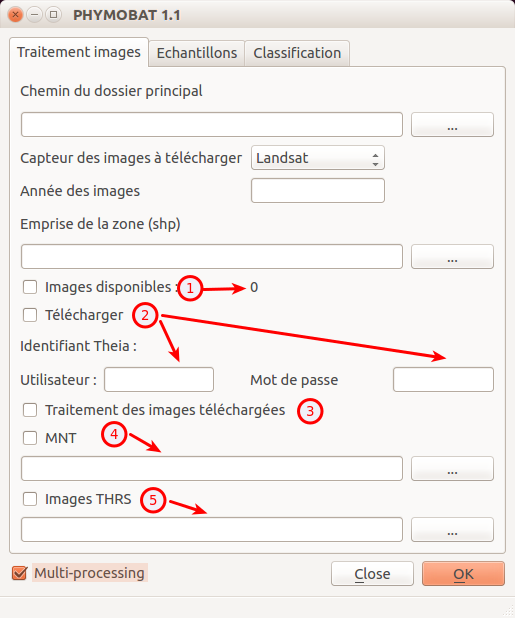 PHYMOBAT 1.1
Traitement images Echantillons Classification
Chemin du dossier principal
...
Capteur des images à télécharger Landsat
Année des images
Emprise de la zone (shp)
...
Images disponibles : 1 0
Télécharger 2
Identifiant Theia :
Utilisateur : Mot de passe
Traitement des images téléchargées 3
MNT 4
...
Images THRS 5
...
Multi-processing Close OK